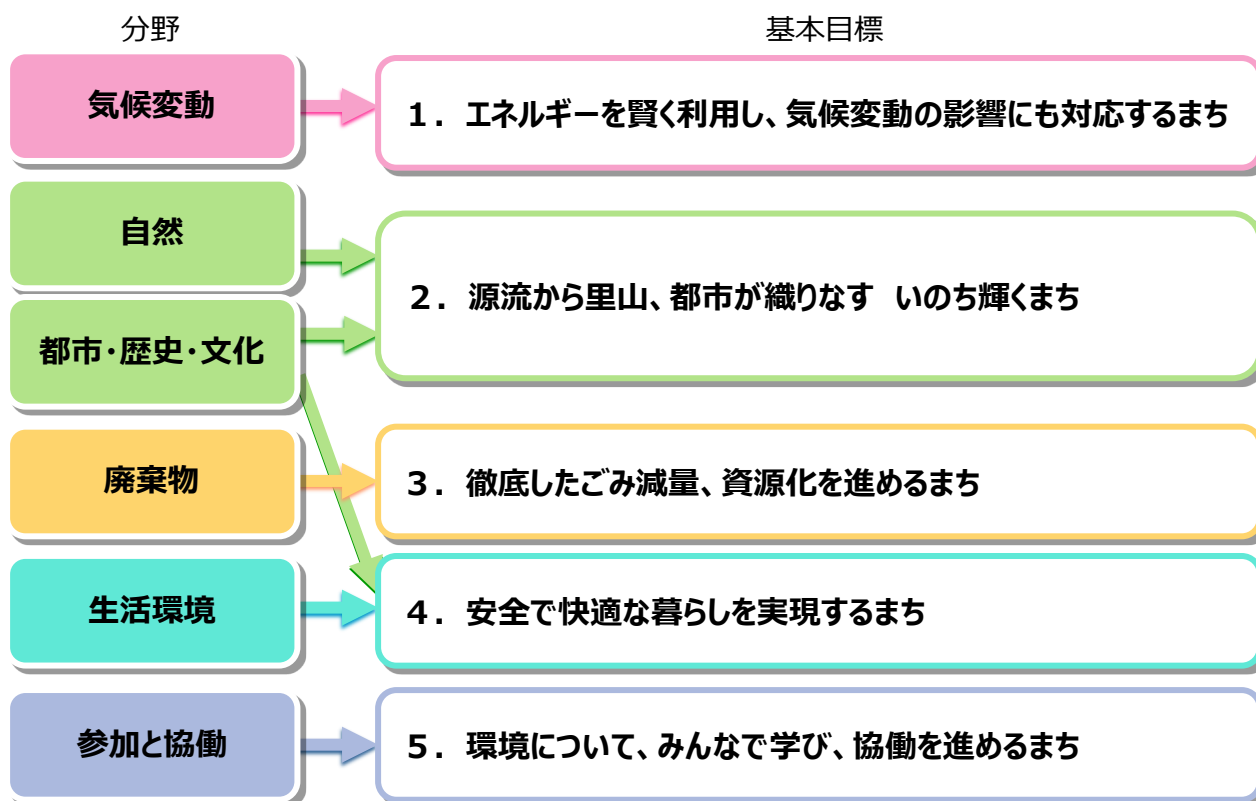 分野
基本目標
気候変動
1. エネルギーを賢く利用し、気候変動の影響にも対応するまち
自然
都市・歴史・文化
2. 源流から里山、都市が織りなす　いのち輝くまち
廃棄物
3. 徹底したごみ減量、資源化を進めるまち
生活環境
4. 安全で快適な暮らしを実現するまち
参加と協働
5. 環境について、みんなで学び、協働を進めるまち